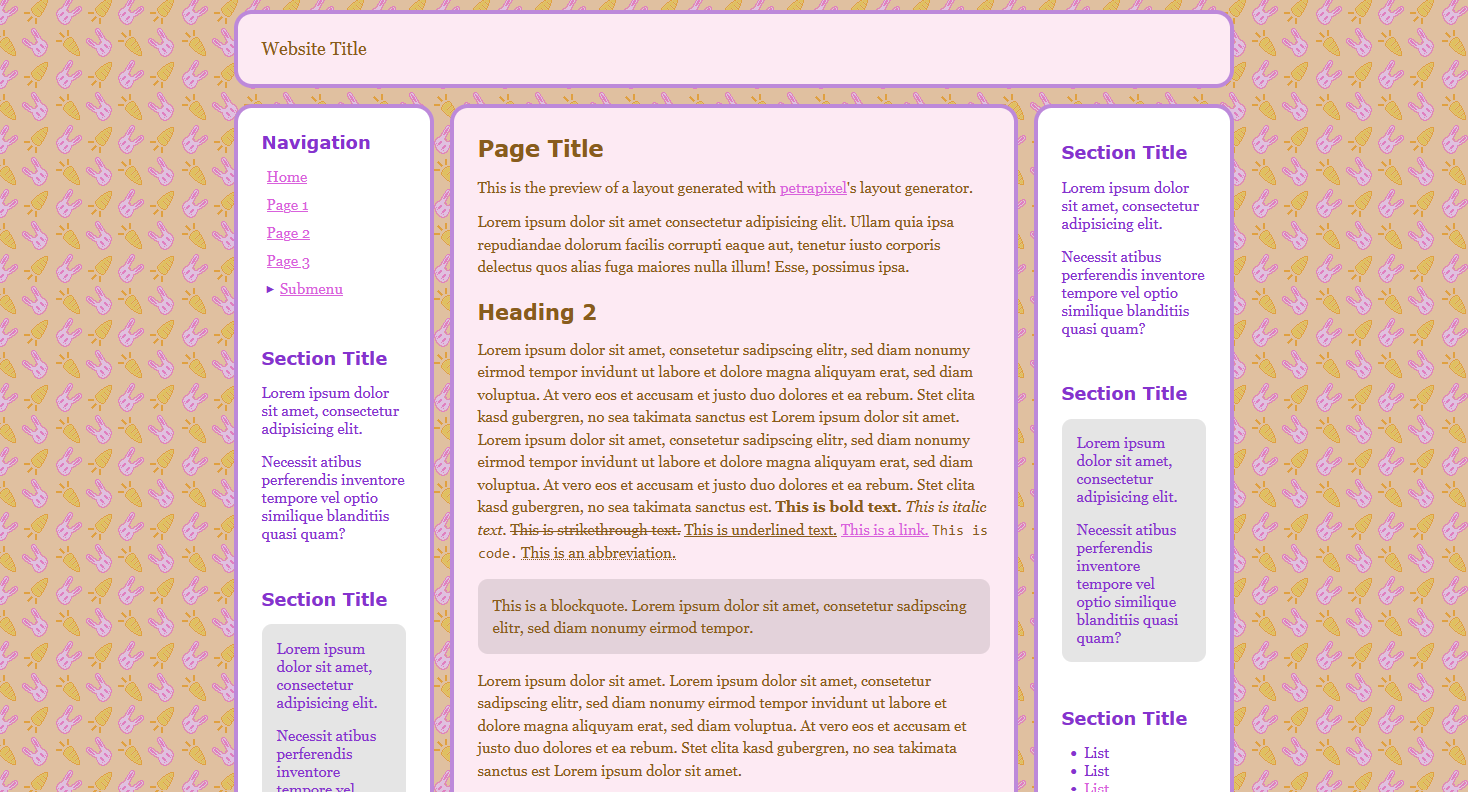 Website Title
Navigation
Home
Page 1
Page 2
Page 3
▸ Submenu
Section Title
Lorem ipsum dolor
sit amet, consectetur
adipisicing elit.
Necessit atibus
perferendis inventore
tempore vel optio
similique blanditiis
quasi quam?
Section Title
Lorem ipsum
dolor sit amet,
consectetur
adipisicing elit.
Necessit atibus
perferendis
inventore
tempore vel
Page Title
This is the preview of a layout generated with petrapixel's layout generator.
Lorem ipsum dolor sit amet consectetur adipisicing elit. Ullam quia ipsa
repudiandae dolorum facilis corrupti eaque aut, tenetur iusto corporis
delectus quos alias fuga maiores nulla illum! Esse, possimus ipsa.
Heading 2
Lorem ipsum dolor sit amet, consetetur sadipscing elitr, sed diam nonumy
eirmod tempor invidunt ut labore et dolore magna aliquyam erat, sed diam
voluptua. At vero eos et accusam et justo duo dolores et ea rebum. Stet clita
kasd gubergren, no sea takimata sanctus est Lorem ipsum dolor sit amet.
Lorem ipsum dolor sit amet, consetetur sadipscing elitr, sed diam nonumy
eirmod tempor invidunt ut labore et dolore magna aliquyam erat, sed diam
voluptua. At vero eos et accusam et justo duo dolores et ea rebum. Stet clita
kasd gubergren, no sea takimata sanctus est. This is bold text. This is italic
text. This is strikethrough text. This is underlined text. This is a link. This is
code. This is an abbreviation.
This is a blockquote. Lorem ipsum dolor sit amet, consetetur sadipscing
elitr, sed diam nonumy eirmod tempor.
Lorem ipsum dolor sit amet. Lorem ipsum dolor sit amet, consetetur
sadipscing elitr, sed diam nonumy eirmod tempor invidunt ut labore et
dolore magna aliquyam erat, sed diam voluptua. At vero eos et accusam et
justo duo dolores et ea rebum. Stet clita kasd gubergren, no sea takimata
sanctus est Lorem ipsum dolor sit amet.
Section Title
Lorem ipsum dolor
sit amet, consectetur
adipisicing elit.
Necessit atibus
perferendis inventore
tempore vel optio
similique blanditiis
quasi quam?
Section Title
Lorem ipsum
dolor sit amet,
consectetur
adipisicing elit.
Necessit atibus
perferendis
inventore
tempore vel
optio similique
blanditiis quasi
quam?
Section Title
• List
• List
• List